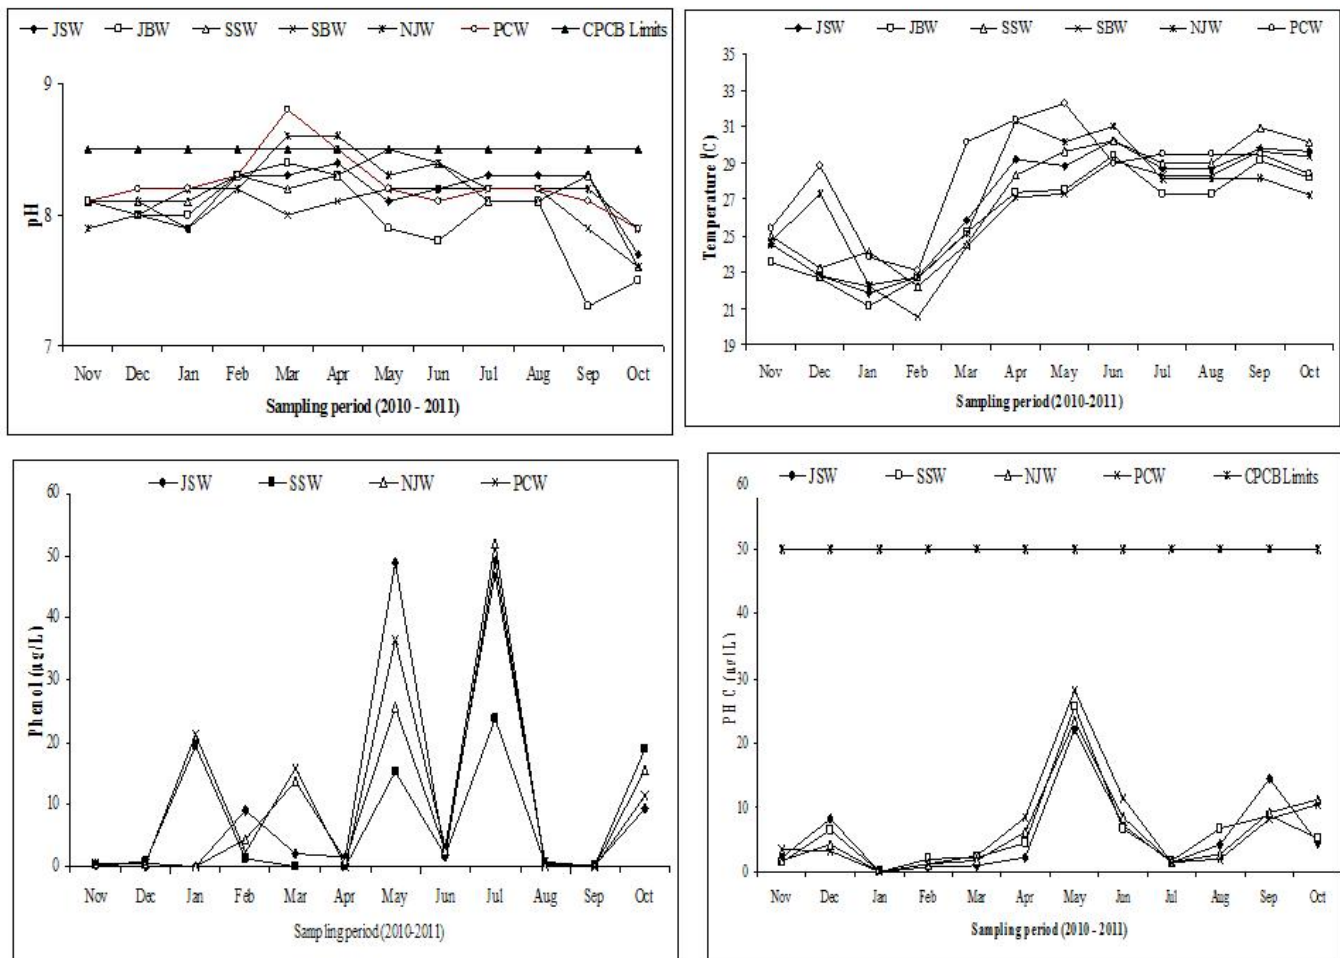 JSW JBW SSW SBW NJW PCW CPCB Limits
9
8
7
pH
Nov Dec Jan Feb Mar Apr May Jun Jul Aug Sep Oct
Sampling period (2010 - 2011)
JSW JBW SSW SBW NJW PCW
35
33
31
29
27
25
23
21
19
Temperature (⁰C)
Nov Dec Jan Feb Mar Apr May Jun Jul Aug Sep Oct
Sampling period (2010-2011)
JSW SSW NJW PCW
60
50
40
30
20
10
0
Phenol (µg/L)
Nov Dec Jan Feb Mar Apr May Jun Jul Aug Sep Oct
Sampling period (2010-2011)
JSW SSW NJW PCW CPCB Limits
60
50
40
30
20
10
0
PHC (µg/L)
Nov Dec Jan Feb Mar Apr May Jun Jul Aug Sep Oct
Sampling period (2010 - 2011)